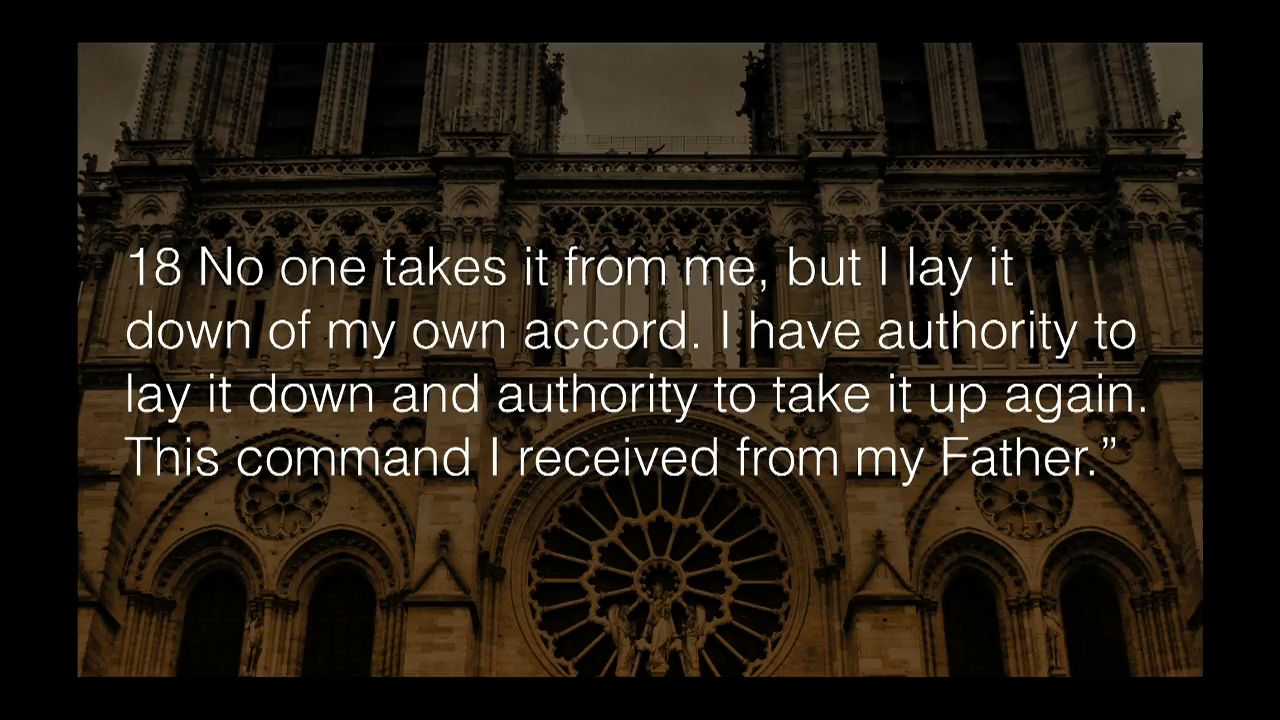 18 No one takes it from me, but I lay it
down of my own accord. I have authority to
lay it down and authority to take it up again.
This command I received from my Father.”